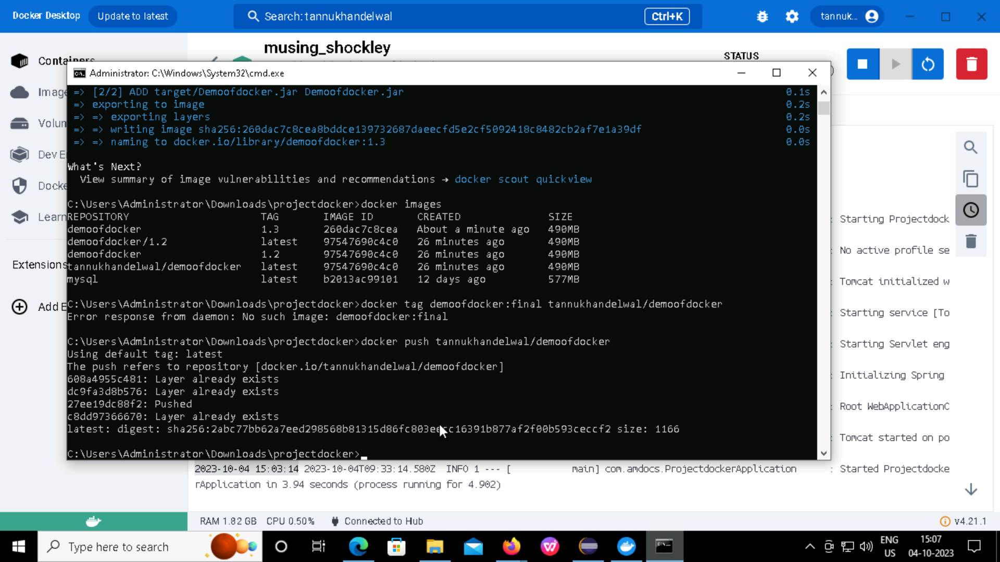 Docker Desktop
Update to latest
Search:tannukhandelwal
Ctrl+K
tannuk...
musing_shockley
STATUS
Containers
Administrator: C:\Windows\System32\cmd.exe
=> [2/2] ADD target/Demoofdocker.jar Demoofdocker.jar 0.1s
=> exporting to image 0.2s
=> => exporting layers 0.2s
=> => writing image sha256:260dac7c8cea8bddce139732687daeecfd5e2cf5092418c8482cb2af7e1a39df 0.0s
=> => naming to docker.io/library/demoofdocker:1.3 0.0s
What's Next?
View summary of image vulnerabilities and recommendations → docker scout quickview
C:\Users\Administrator\Downloads\projectdocker>docker images
REPOSITORY TAG IMAGE ID CREATED SIZE
demoofdocker 1.3 260dac7c8cea About a minute ago 490MB
demoofdocker/1.2 latest 97547690c4c0 26 minutes ago 490MB
demoofdocker 1.2 97547690c4c0 26 minutes ago 490MB
tannukhandelwal/demoofdocker latest 97547690c4c0 26 minutes ago 490MB
mysql latest b2013ac99101 12 days ago 577MB
C:\Users\Administrator\Downloads\projectdocker>docker tag demoofdocker:final tannukhandelwal/demoofdocker
Error response from daemon: No such image: demoofdocker:final
C:\Users\Administrator\Downloads\projectdocker>docker push tannukhandelwal/demoofdocker
Using default tag: latest
The push refers to repository [docker.io/tannukhandelwal/demoofdocker]
608a4955c481: Layer already exists
dc9fa3d8b576: Layer already exists
27ee19dc88f2: Pushed
c8dd97366670: Layer already exists
latest: digest: size: 1166
C:\Users\Administrator\Downloads\projectdocker>
Image
Volun
Dev E
Docke
Learn
Extensions
Add E
: Starting Projectdock
: No active profile se
: Tomcat initialized w
: Starting service [To
: Starting Servlet eng
: Initializing Spring
: Root WebApplicationC
: Tomcat started on po
2023-10-04 15:03:14 2023-10-04T09:33:14.580Z INFO 1 --- [ main] com.amdocs.ProjectdockerApplication : Started Projectdocke
rApplication in 3.94 seconds (process running for 4.902)
RAM 1.82 GB CPU 0.50% Connected to Hub
v4.21.1
Type here to search
ENG
US
15:07
04-10-2023